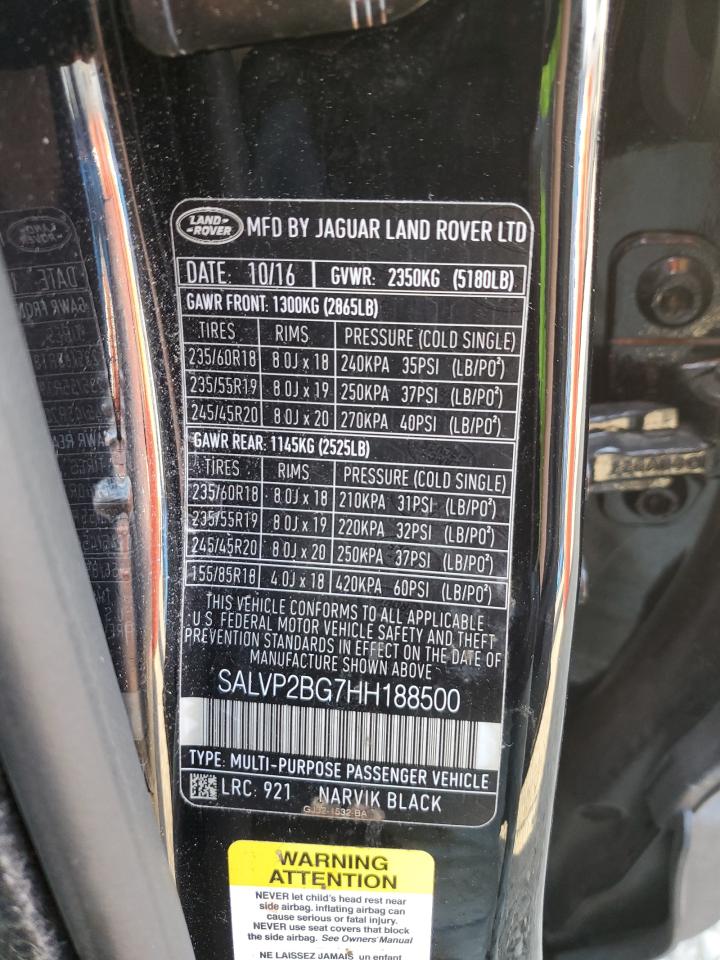 LAND-
-ROVER
MFD BY JAGUAR LAND ROVER LTD
DATE: 10/16 GVWR: 2350KG (5180LB)
GAWR FRONT: 1300KG (2865LB)
TIRES RIMS PRESSURE (COLD SINGLE)
235/60R18 8.0J x 18 240KPA 35PSI (LB/PO²)
235/55R19 8.0J x 19 250KPA 37PSI (LB/PO²)
245/45R20 8.0J x 20 270KPA 40PSI (LB/PO²)
GAWR REAR: 1145KG (2525LB)
TIRES RIMS PRESSURE (COLD SINGLE)
235/60R18 8.0J x 18 210KPA 31PSI (LB/PO²)
235/55R19 8.0J x 19 220KPA 32PSI (LB/PO²)
245/45R20 8.0J x 20 250KPA 37PSI (LB/PO²)
155/85R18 4.0J x 18 420KPA 60PSI (LB/PO²)
THIS VEHICLE CONFORMS TO ALL APPLICABLE
U.S. FEDERAL MOTOR VEHICLE SAFETY AND THEFT
PREVENTION STANDARDS IN EFFECT ON THE DATE OF
MANUFACTURE SHOWN ABOVE
SALVP2BG7HH188500
TYPE: MULTI-PURPOSE PASSENGER VEHICLE
LRC: 921 NARVIK BLACK
GJ32-1532-BA
WARNING
ATTENTION
NEVER let child's head rest near
side airbag. inflating airbag can
cause serious or fatal injury.
NEVER use seat covers that block
the side airbag. See Owners' Manual
NE LAISSEZ JAMAIS un enfant